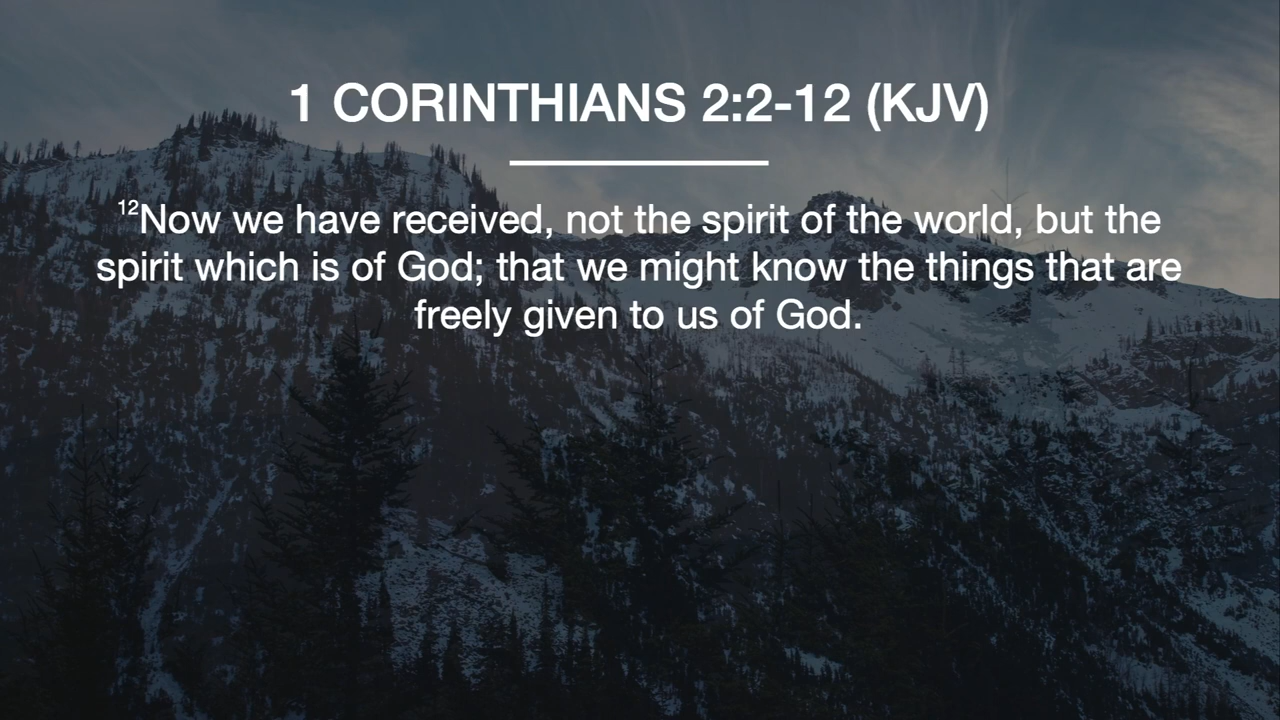 1 CORINTHIANS 2:2-12 (KJV)
12Now we have received, not the spirit of the world, but the
spirit which is of God; that we might know the things that are
freely given to us of God.